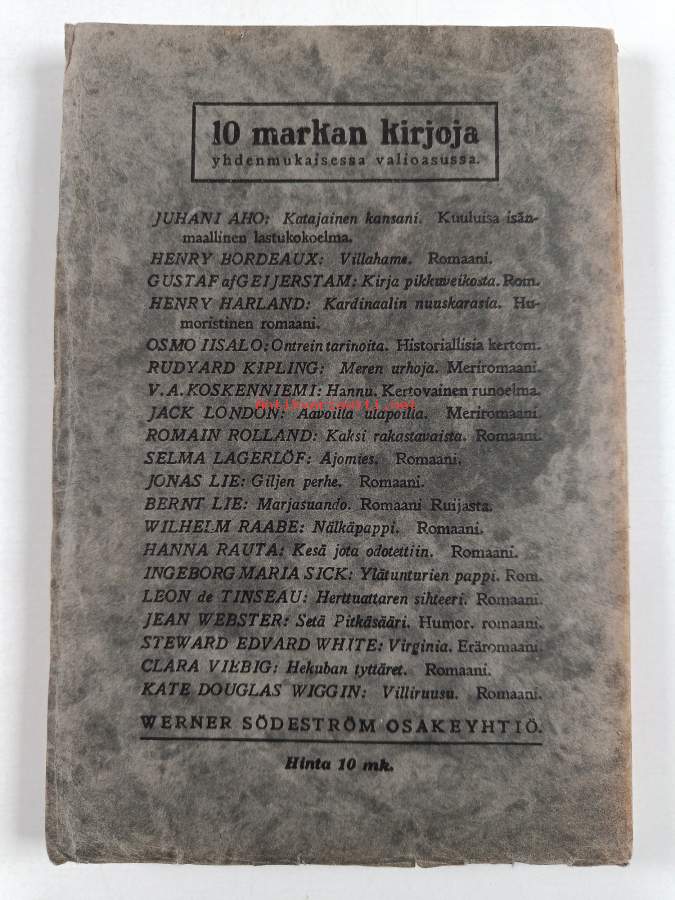 10 markan kirjoja
yhdenmukaisessa valioasussa.
JUHANI AHO: Katajainen kansani. Kuuluisa isän-
maallinen lastukokoelma.
HENRY BORDEAUX: Villahame. Romaani.
GUSTAF af GEIJERSTAM: Kirja pikkuveikosta. Rom.
HENRY HARLAND: Kardinaalin nuuskarasia. Hu-
moristinen romaani.
OSMO IISALO: Ontrein tarinoita. Historiallisia kertom.
RUDYARD KIPLING: Meren urhoja. Meriromaani.
V. A. KOSKENNIEMI: Hannu. Kertovainen runoelma.
Antikvariaatti.net
JACK LONDON: Aavoilla ulapoilla. Meriromaani.
ROMAIN ROLLAND: Kaksi rakastavaista. Romaani.
SELMA LAGERLÖF: Ajomies. Romaani.
JONAS LIE: Giljen perhe. Romaani.
BERNT LIE: Marjasuando. Romaani Ruijasta.
WILHELM RAABE: Nälkäpappi. Romaani.
HANNA RAUTA: Kesä jota odotettiin. Romaani.
INGEBORG MARIA SICK: Ylätunturien pappi. Rom.
LEON de TINSEAU: Herttuattaren sihteeri. Romaani.
JEAN WEBSTER: Setä Pitkäsääri. Humor. romaani.
STEWARD EDVARD WHITE: Virginia. Eräromaani.
CLARA VIEBIG: Hekuban tyttäret. Romaani.
KATE DOUGLAS WIGGIN: Villiruusu. Romaani.
WERNER SÖDESTRÖM OSAKEYHTIÖ.
Hinta 10 mk.